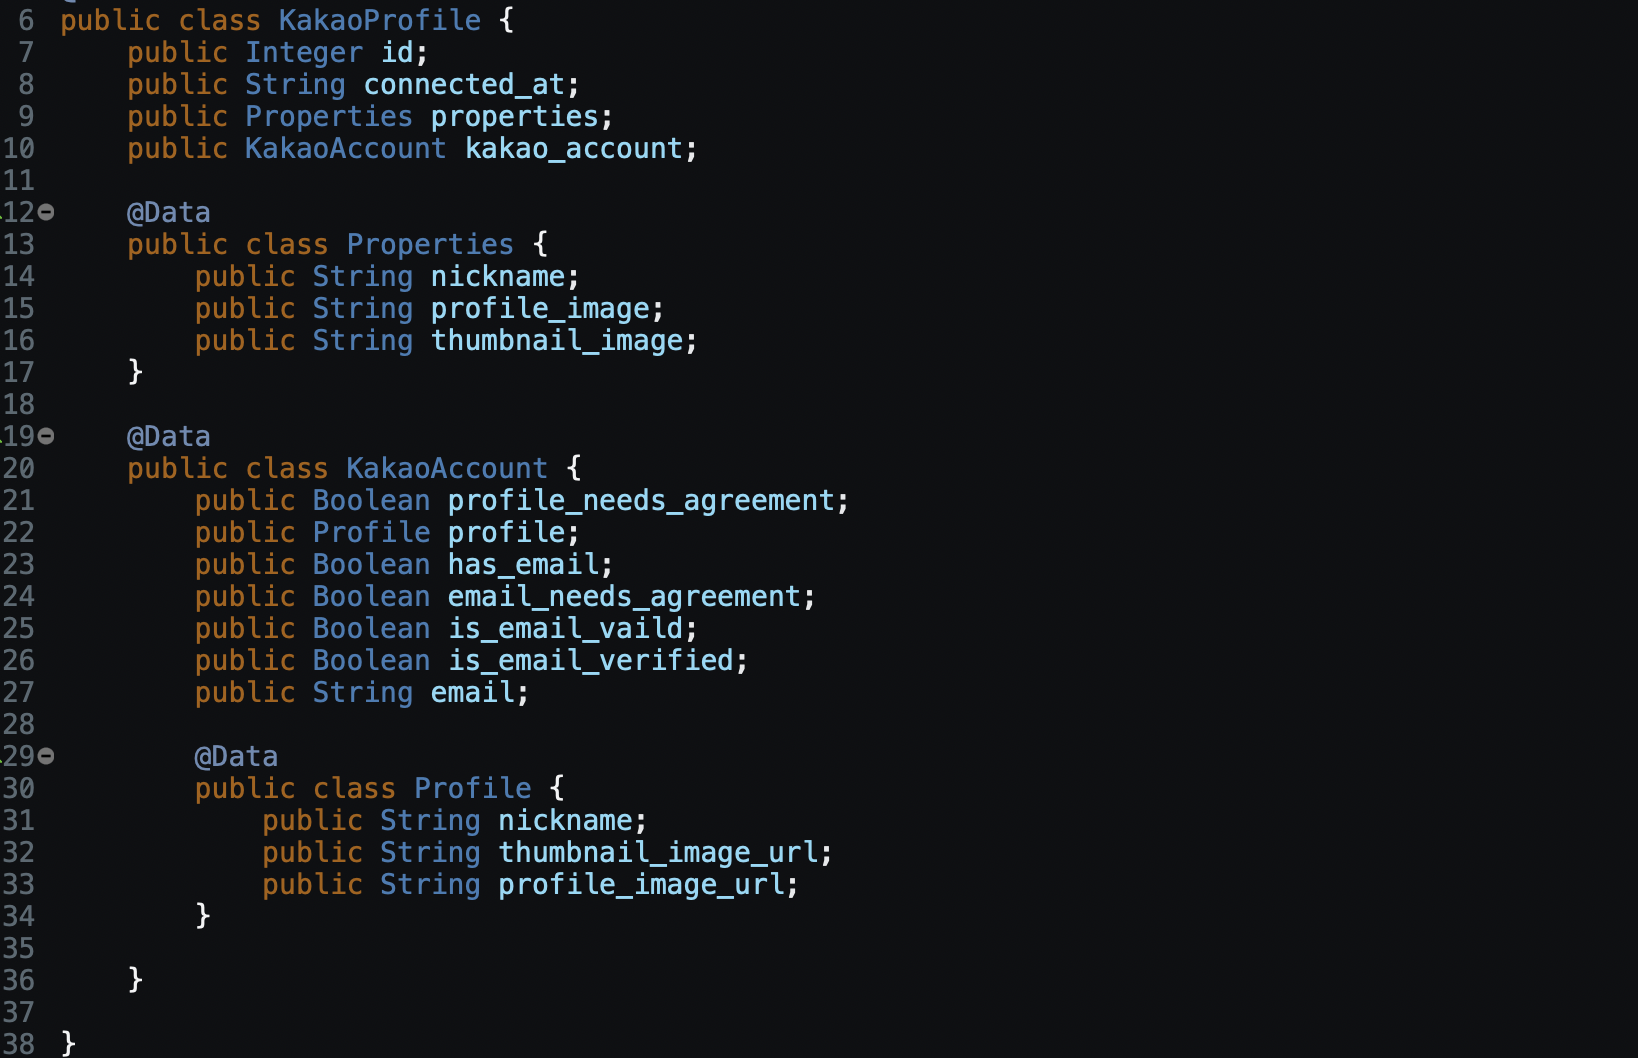 6 public class KakaoProfile {
7 public Integer id;
8 public String connected_at;
9 public Properties properties;
10 public KakaoAccount kakao_account;
11
12 @Data
13 public class Properties {
14 public String nickname;
15 public String profile_image;
16 public String thumbnail_image;
17 }
18
19 @Data
20 public class KakaoAccount {
21 public Boolean profile_needs_agreement;
22 public Profile profile;
23 public Boolean has_email;
24 public Boolean email_needs_agreement;
25 public Boolean is_email_vaild;
26 public Boolean is_email_verified;
27 public String email;
28
29 @Data
30 public class Profile {
31 public String nickname;
32 public String thumbnail_image_url;
33 public String profile_image_url;
34 }
35
36 }
37
38 }